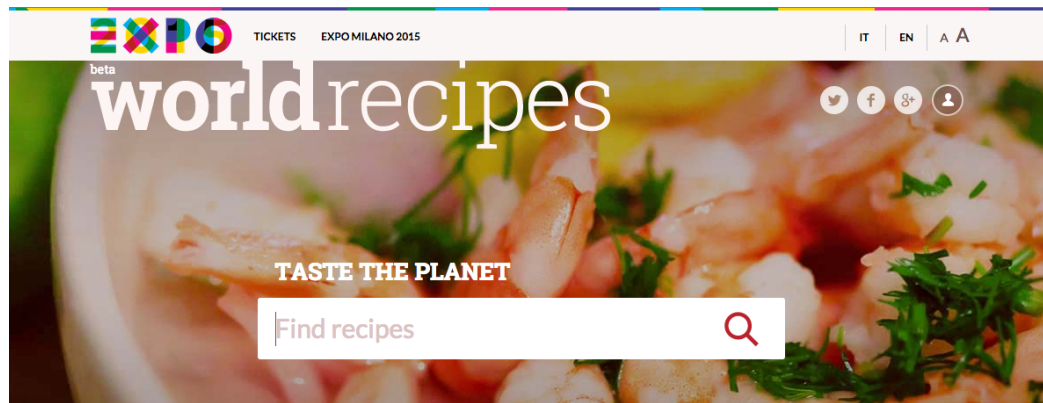 EXPO TICKETS EXPO MILANO 2015 IT EN A A
beta
worldrecipes
TASTE THE PLANET
Find recipes